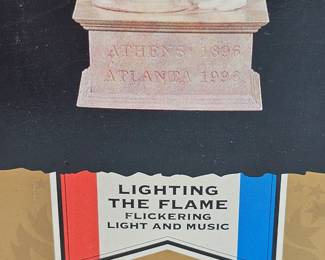 ATHENS 1896
ATLANTA 1996
LIGHTING
THE FLAME
FLICKERING
LIGHT AND MUSIC